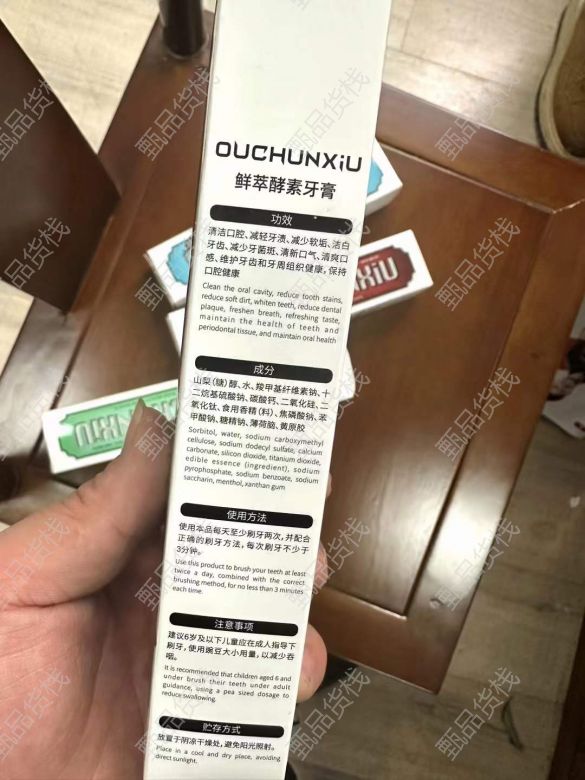 OUCHUNXiU
鲜萃酵素牙膏
功效
清洁口腔、减轻牙渍、减少软垢、洁白
牙齿、减少牙菌斑、清新口气、清爽口
感、维护牙齿和牙周组织健康，保持
口腔健康
Clean the oral cavity, reduce tooth stains,
reduce soft dirt, whiten teeth, reduce dental
plaque, freshen breath, refreshing taste,
maintain the health of teeth and
periodontal tissue, and maintain oral health
成分
山梨（糖）醇、水、羧甲基纤维素钠、十
二烷基硫酸钠、碳酸钙、二氧化硅、二
氧化钛、食用香精（料）、焦磷酸钠、苯
甲酸钠、糖精钠、薄荷脑、黄原胶
Sorbitol, water, sodium carboxymethyl
cellulose, sodium dodecyl sulfate, calcium
carbonate, silicon dioxide, titanium dioxide,
edible essence (ingredient), sodium
pyrophosphate, sodium benzoate, sodium
saccharin, menthol, xanthan gum
使用方法
使用本品每天至少刷牙两次，并配合
正确的刷牙方法，每次刷牙不少于
3分钟。
Use this product to brush your teeth at least
twice a day, combined with the correct
brushing method, for no less than 3 minutes
each time.
注意事项
建议6岁及以下儿童应在成人指导下
刷牙，使用豌豆大小用量，以减少吞
咽。
It is recommended that children aged 6 and
under brush their teeth under adult
guidance, using a pea sized dosage to
reduce swallowing.
贮存方式
放置于阴凉干燥处，避免阳光照射。
Place in a cool and dry place, avoiding
direct sunlight.
NXiU
XiU
甄品货栈